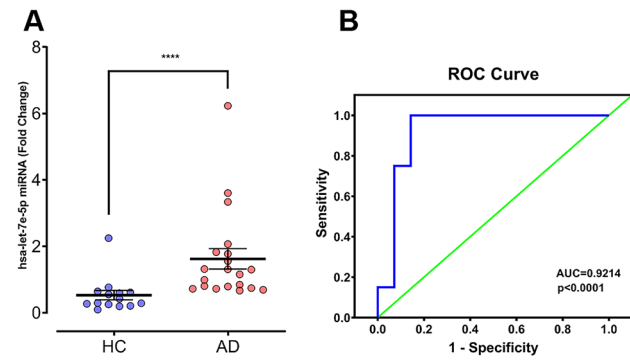 A
B
****
hsa-let-7e-5p miRNA (Fold Change)
8
6
4
2
0
HC
AD
ROC Curve
Sensitivity
1.0
0.8
0.6
0.4
0.2
0.0
AUC=0.9214
p<0.0001
0.0 0.2 0.4 0.6 0.8 1.0
1 - Specificity